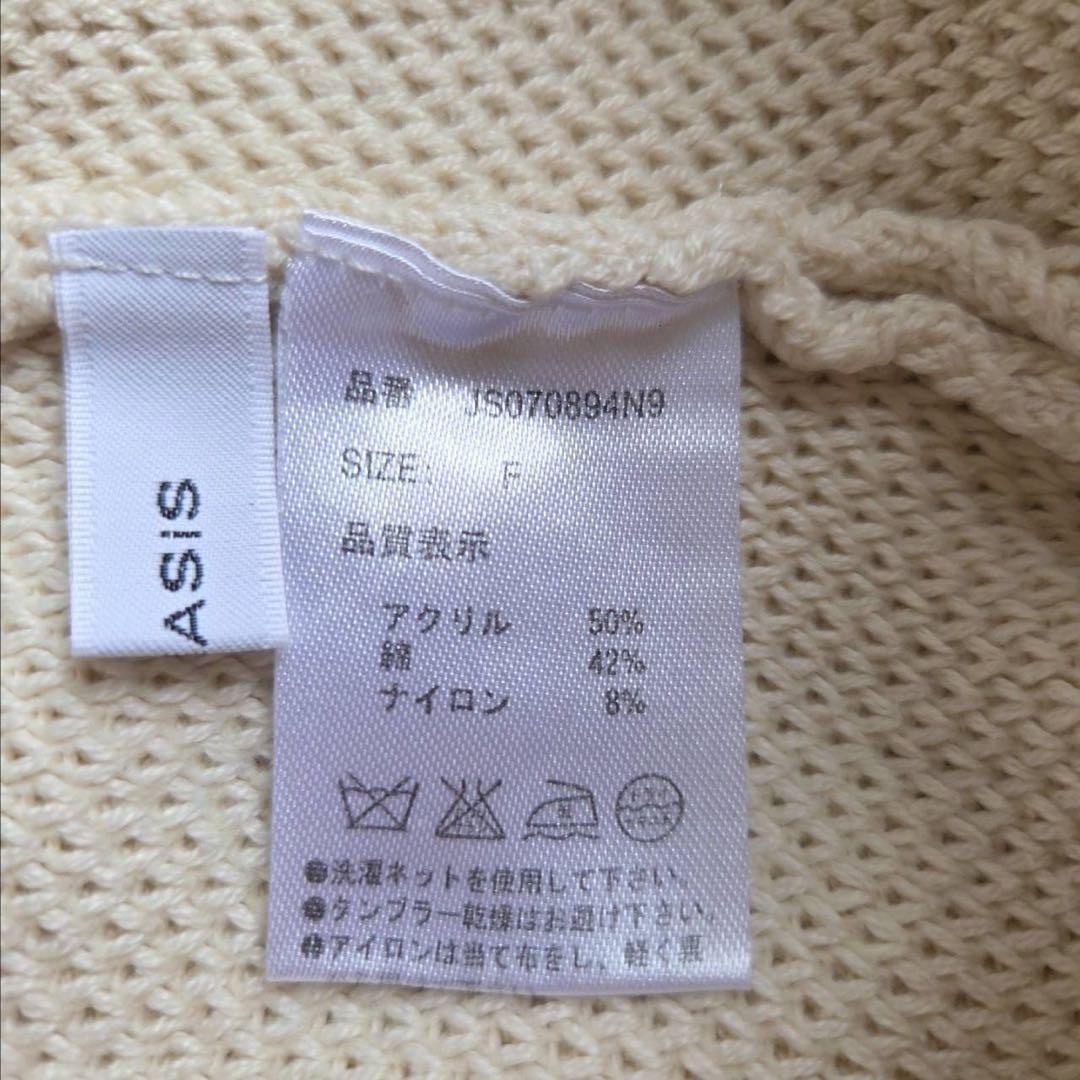 ASiS
品番 JS070894N9
SIZE: F
品質表示
アクリル 50%
綿 42%
ナイロン 8%
●洗濯ネットを使用して下さい。
●タンブラー乾燥はお避け下さい。
●アイロンは当て布をし、軽く裏